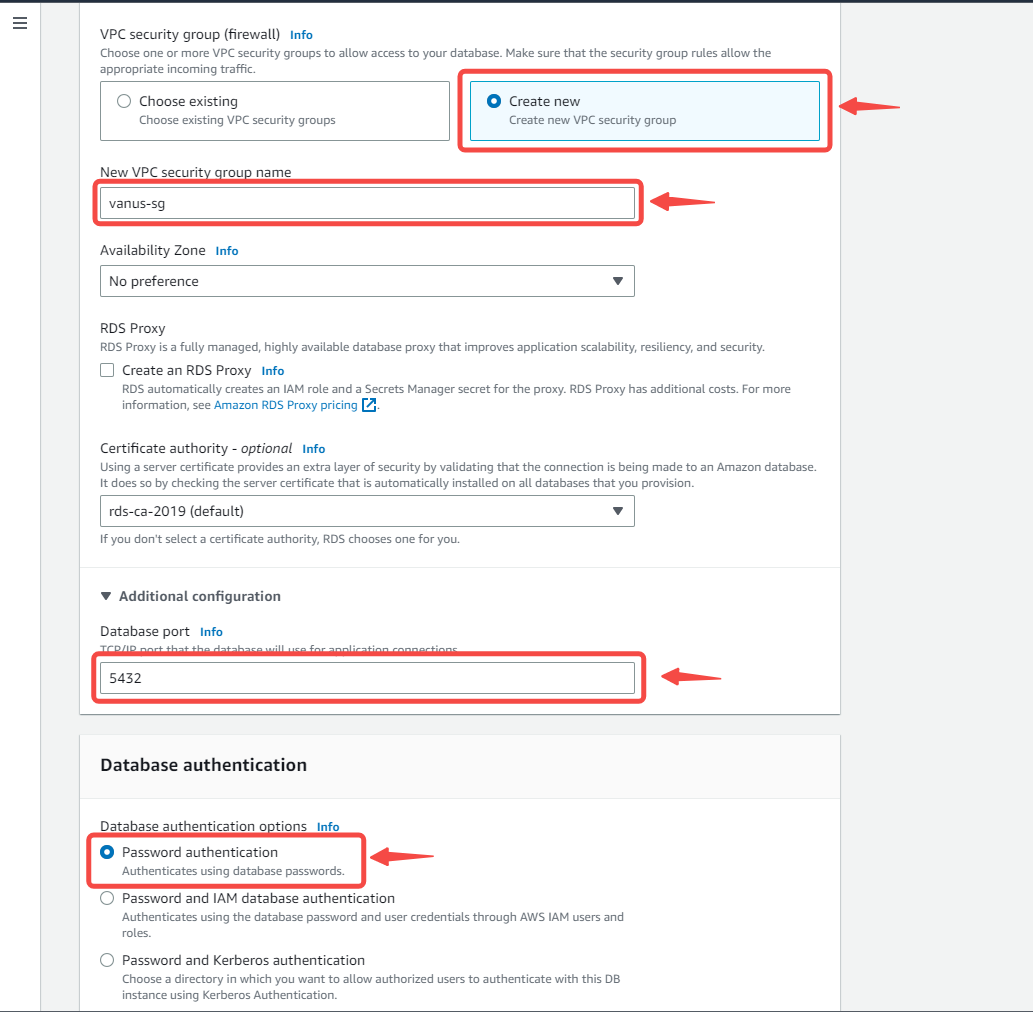 VPC security group (firewall) Info
Choose one or more VPC security groups to allow access to your database. Make sure that the security group rules allow the
appropriate incoming traffic.
Choose existing
Choose existing VPC security groups
Create new
Create new VPC security group
New VPC security group name
vanus-sg
Availability Zone Info
No preference
RDS Proxy
RDS Proxy is a fully managed, highly available database proxy that improves application scalability, resiliency, and security.
Create an RDS Proxy Info
RDS automatically creates an IAM role and a Secrets Manager secret for the proxy. RDS Proxy has additional costs. For more
information, see Amazon RDS Proxy pricing.
Certificate authority - optional Info
Using a server certificate provides an extra layer of security by validating that the connection is being made to an Amazon database.
It does so by checking the server certificate that is automatically installed on all databases that you provision.
rds-ca-2019 (default)
If you don't select a certificate authority, RDS chooses one for you.
Additional configuration
Database port Info
TCP/IP port that the database will use for application connections.
5432
Database authentication
Database authentication options Info
Password authentication
Authenticates using database passwords.
Password and IAM database authentication
Authenticates using the database password and user credentials through AWS IAM users and
roles.
Password and Kerberos authentication
Choose a directory in which you want to allow authorized users to authenticate with this DB
instance using Kerberos Authentication.